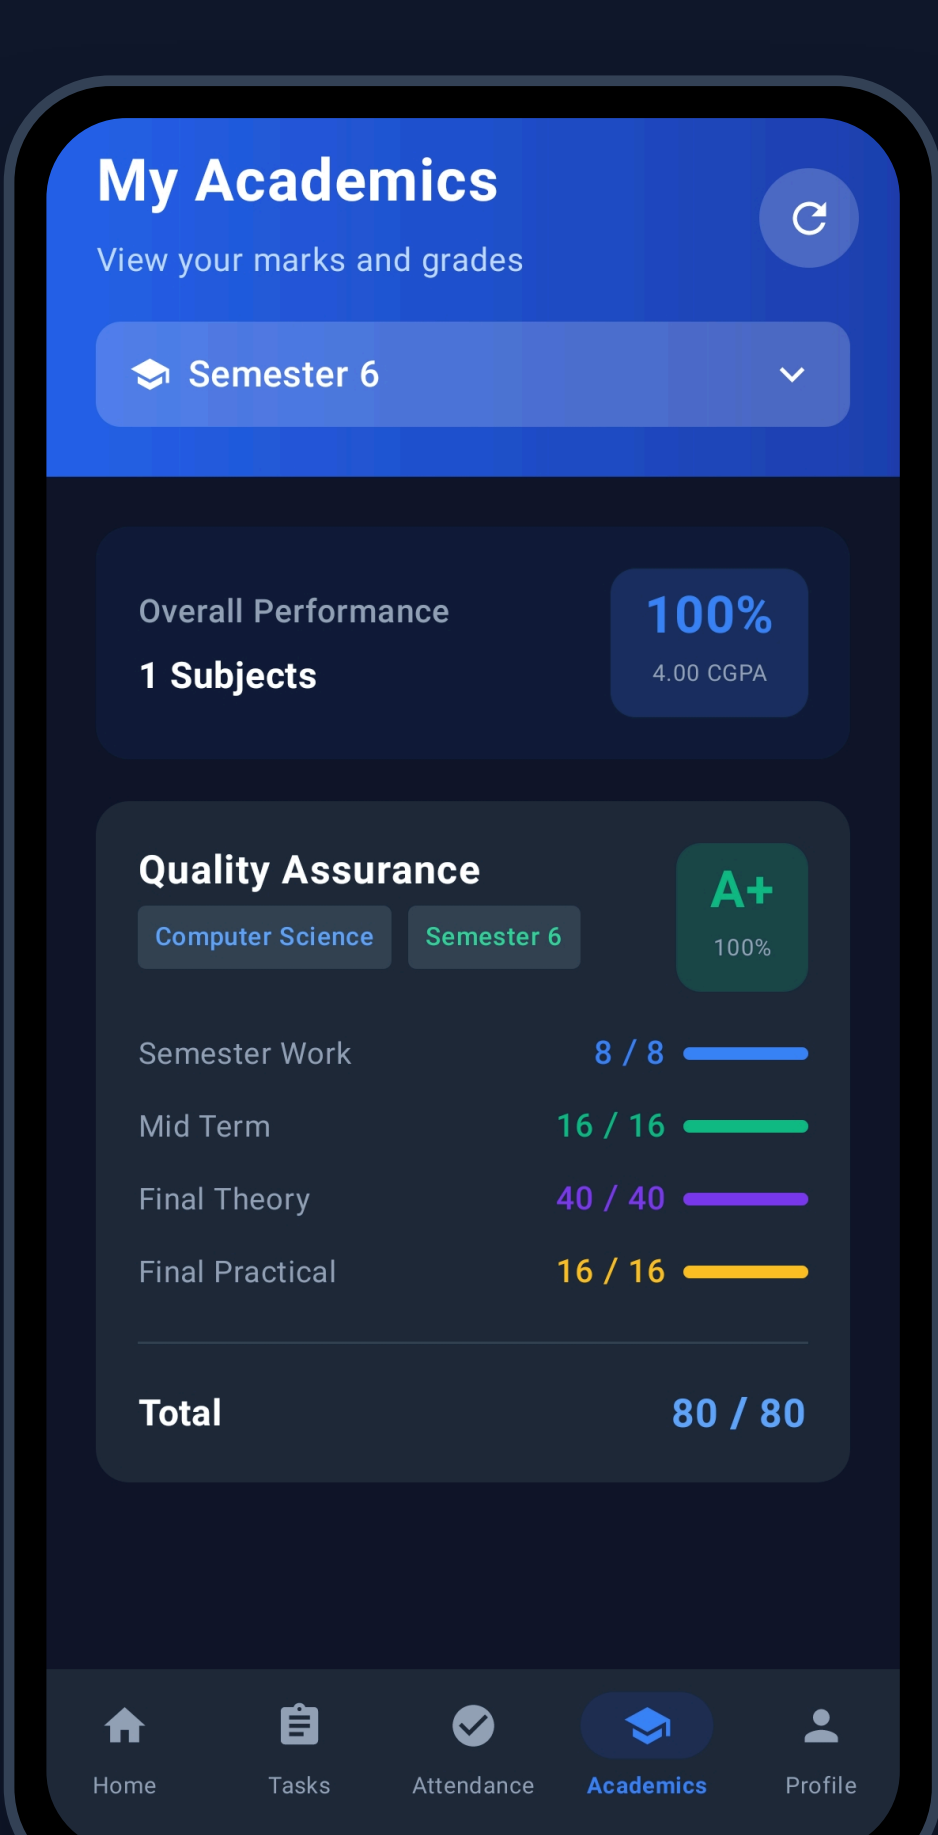 My Academics
View your marks and grades
Semester 6
Overall Performance
1 Subjects
100%
4.00 CGPA
Quality Assurance
Computer Science
Semester 6
A+
100%
Semester Work 8 / 8
Mid Term 16 / 16
Final Theory 40 / 40
Final Practical 16 / 16
Total 80 / 80
Home Tasks Attendance Academics Profile